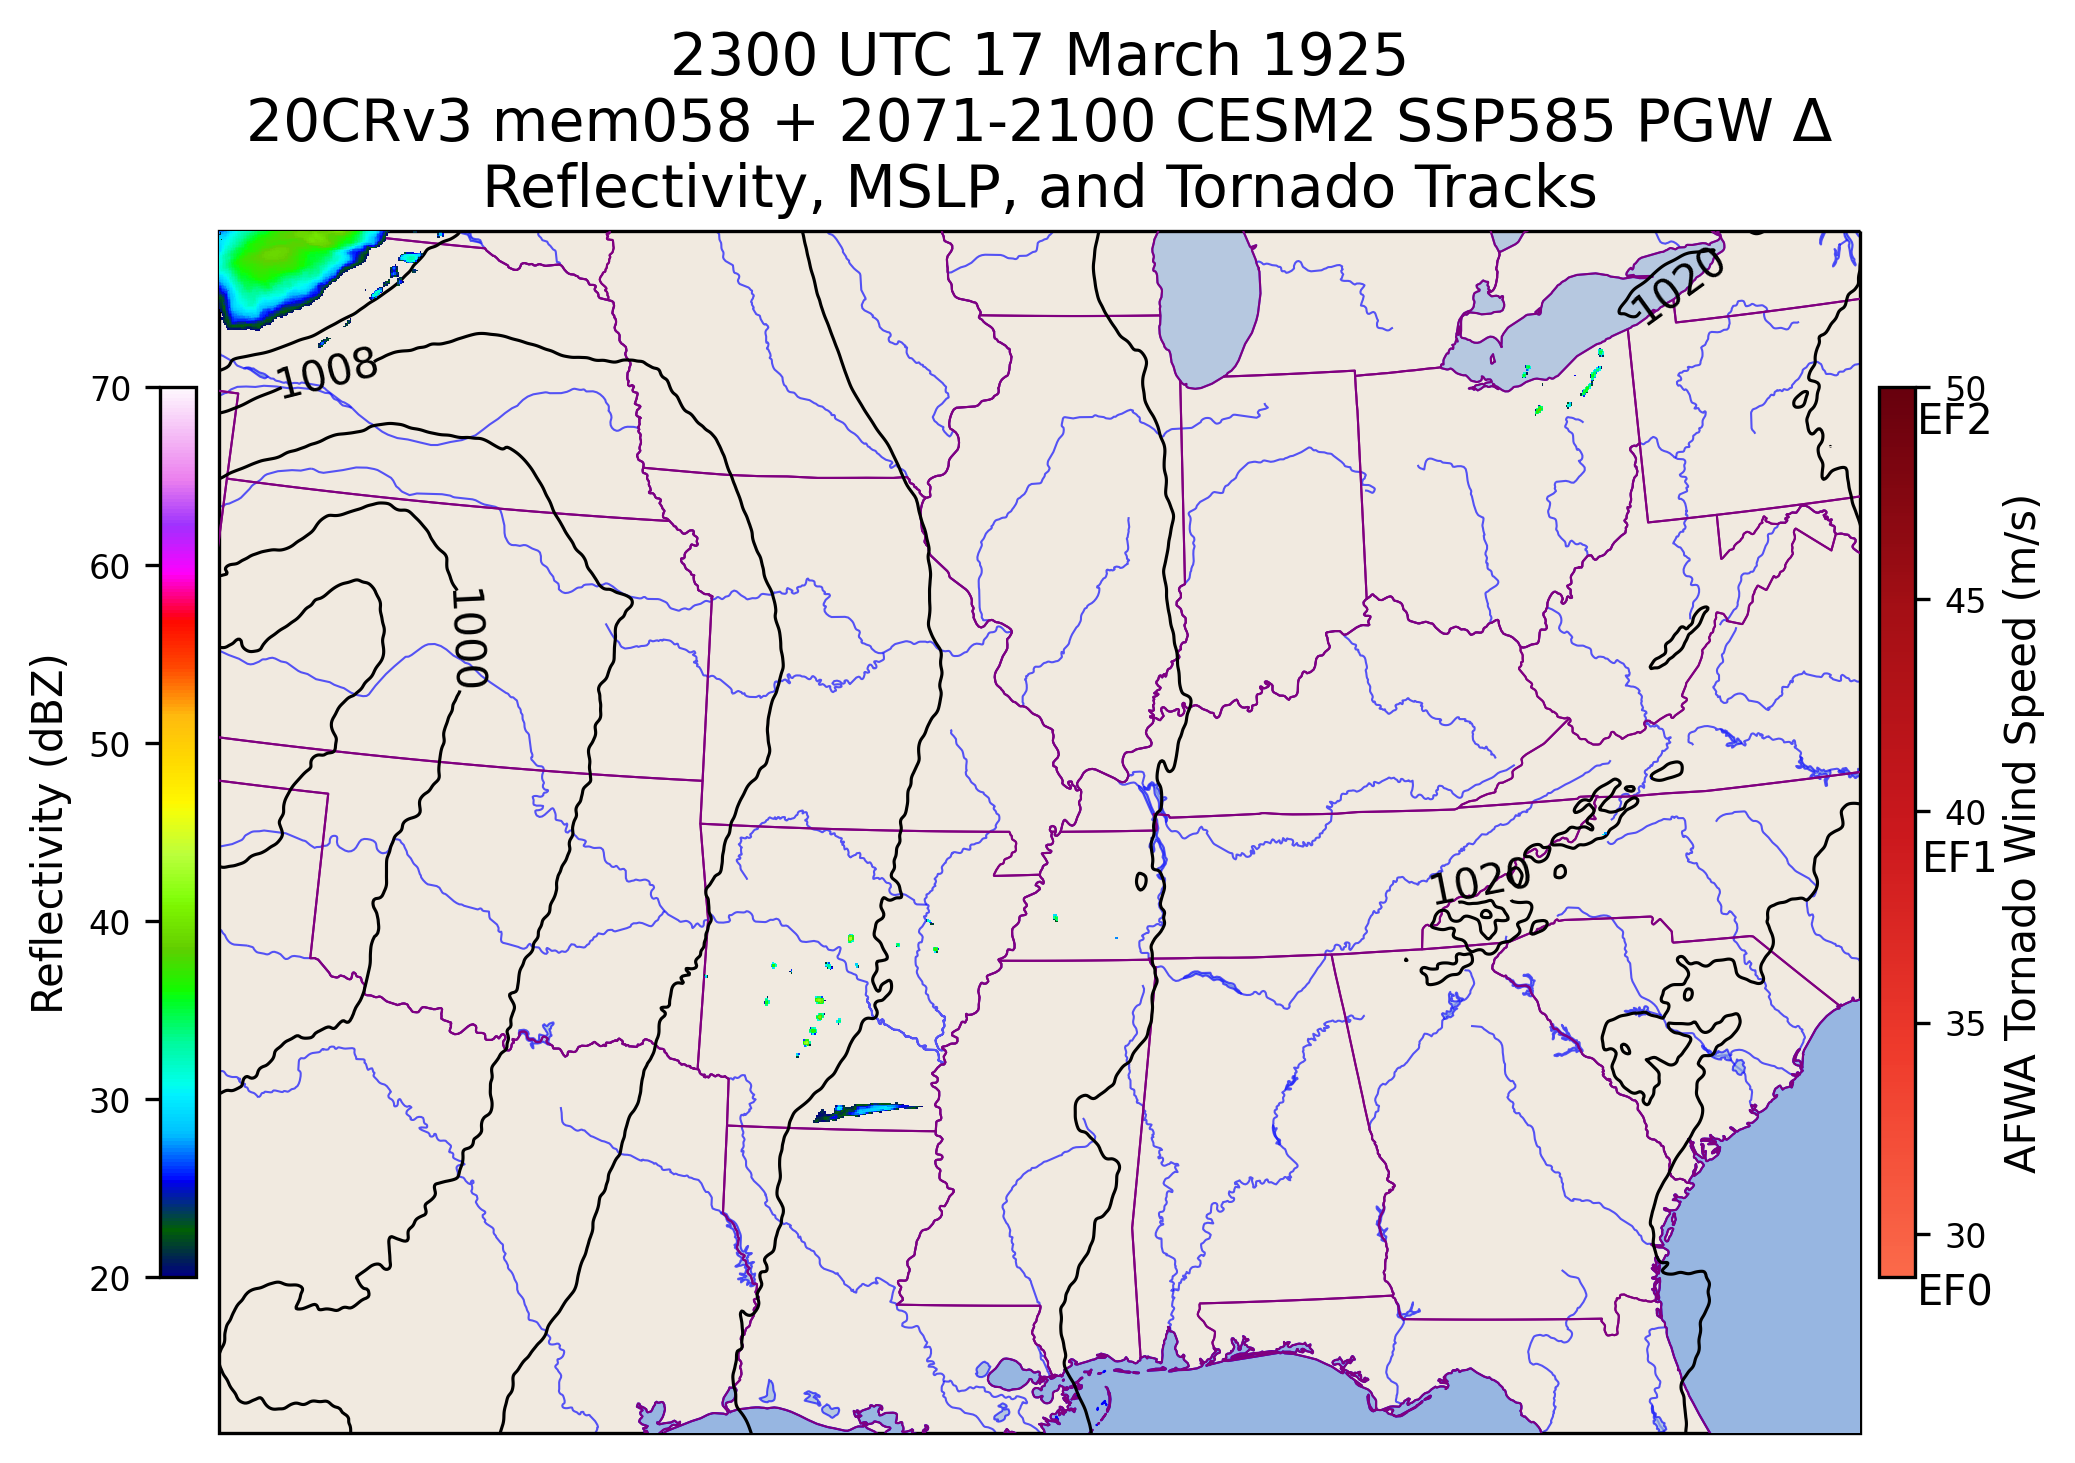 2300 UTC 17 March 1925
20CRv3 mem058 + 2071-2100 CESM2 SSP585 PGW Δ
Reflectivity, MSLP, and Tornado Tracks
1020
1008
1000
1020
70
60
50
40
30
20
Reflectivity (dBZ)
50
EF2
45
40
EF1
35
30
EF0
AFWA Tornado Wind Speed (m/s)